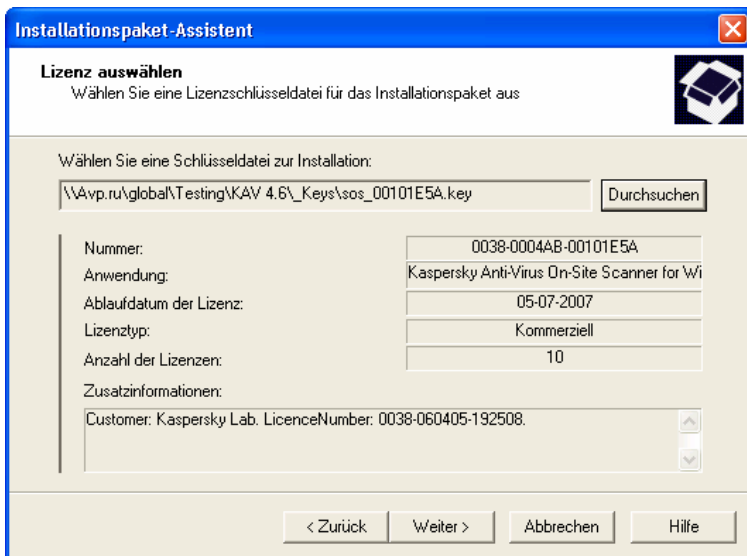 Installationspaket-Assistent
Lizenz auswählen
Wählen Sie eine Lizenzschlüsseldatei für das Installationspaket aus
Wählen Sie eine Schlüsseldatei zur Installation:
\\Avp.ru\global\Testing\KAV 4.6\_Keys\sos_00101E5A.key
Durchsuchen
Nummer: 0038-0004AB-00101E5A
Anwendung: Kaspersky Anti-Virus On-Site Scanner for Wi
Ablaufdatum der Lizenz: 05-07-2007
Lizenztyp: Kommerziell
Anzahl der Lizenzen: 10
Zusatzinformationen:
Customer: Kaspersky Lab. LicenceNumber: 0038-060405-192508.
< Zurück Weiter > Abbrechen Hilfe